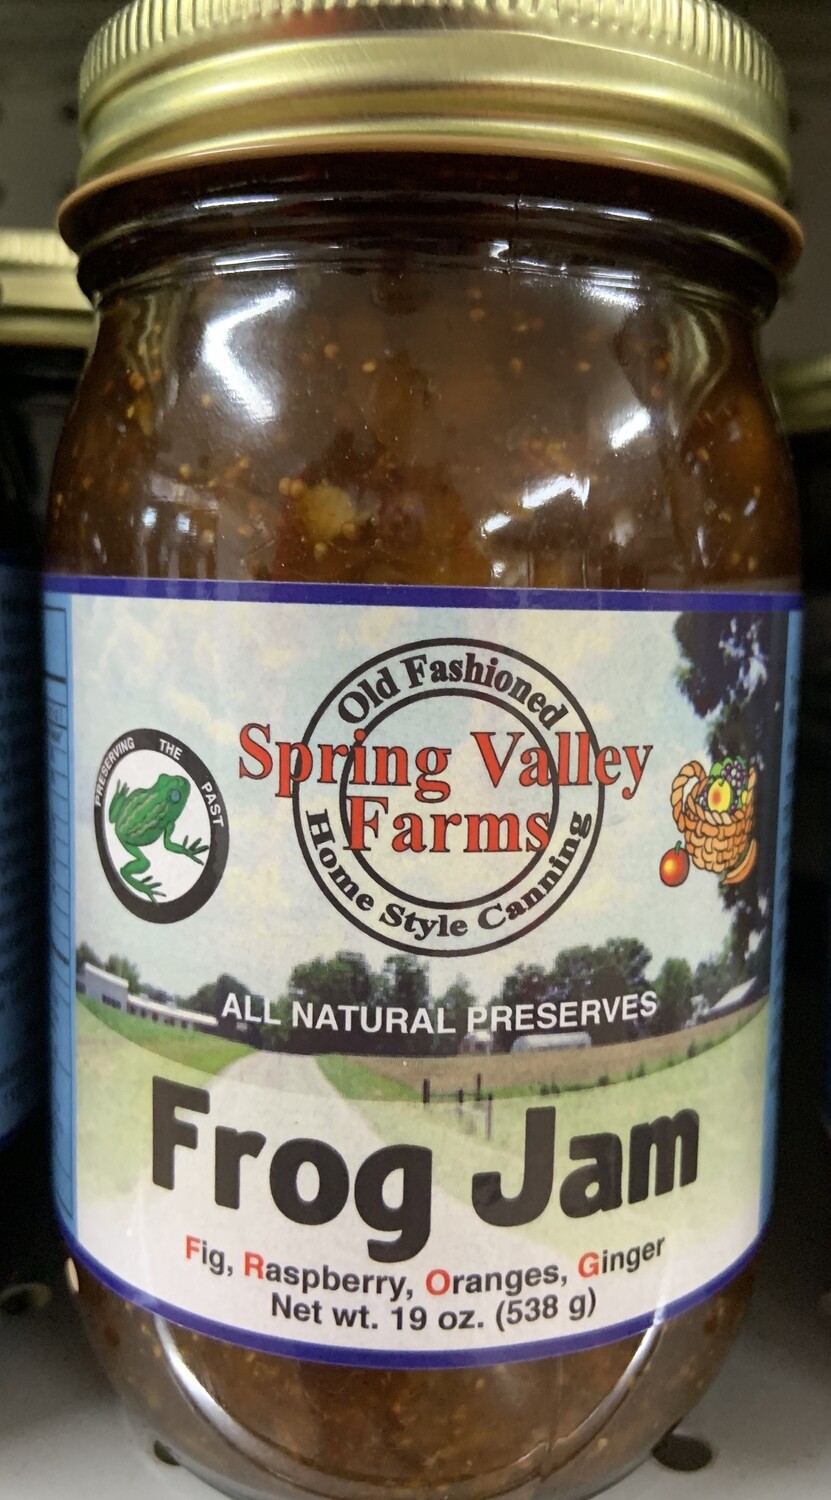 Old Fashioned
Spring Valley
Farms
Home Style Canning
PRESERVING THE PAST
ALL NATURAL PRESERVES
Frog Jam
Fig, Raspberry, Oranges, Ginger
Net wt. 19 oz. (538 g)